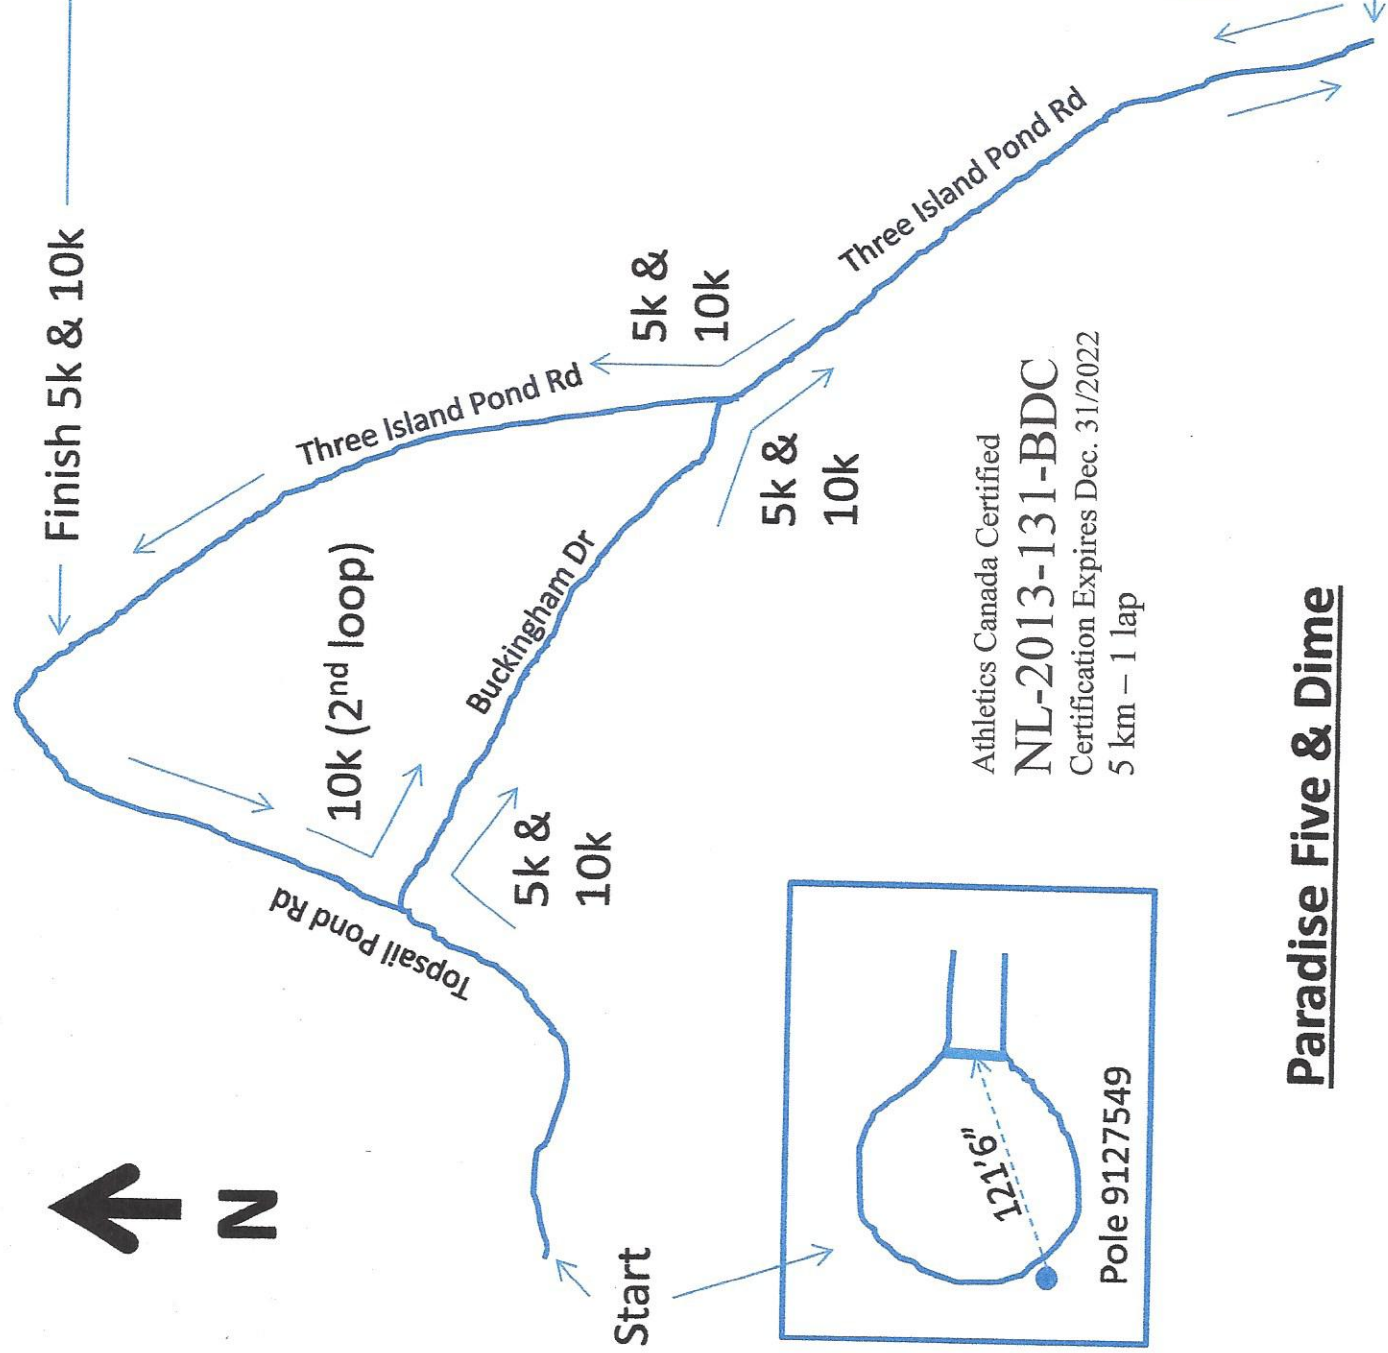 Finish 5k & 10k
Three Island Pond Rd
Three Island Pond Rd
5k &
10k
10k (2nd loop)
Buckingham Dr
5k &
10k
5k &
10k
Topsail Pond Rd
N
Start
121'6"
Pole 9127549
Athletics Canada Certified
NL-2013-131-BDC
Certification Expires Dec. 31/2022
5 km – 1 lap
Paradise Five & Dime